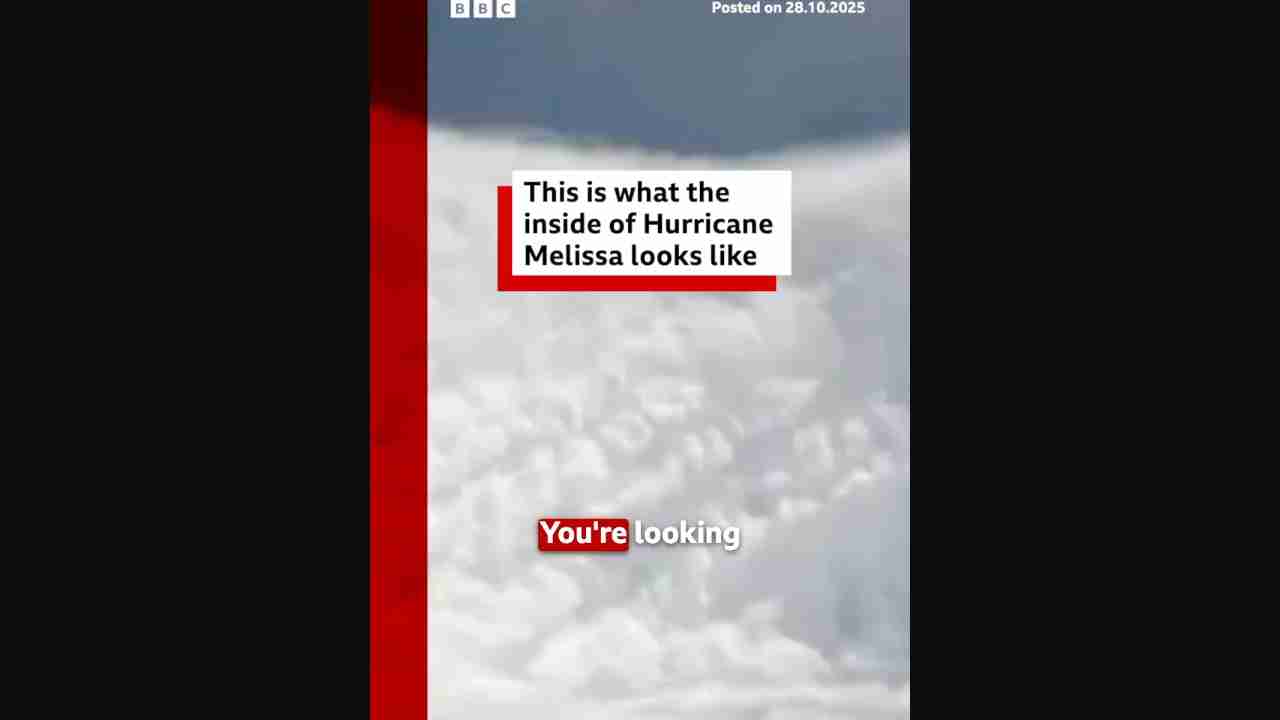 BBC
Posted on 28.10.2025
This is what the
inside of Hurricane
Melissa looks like
You're looking